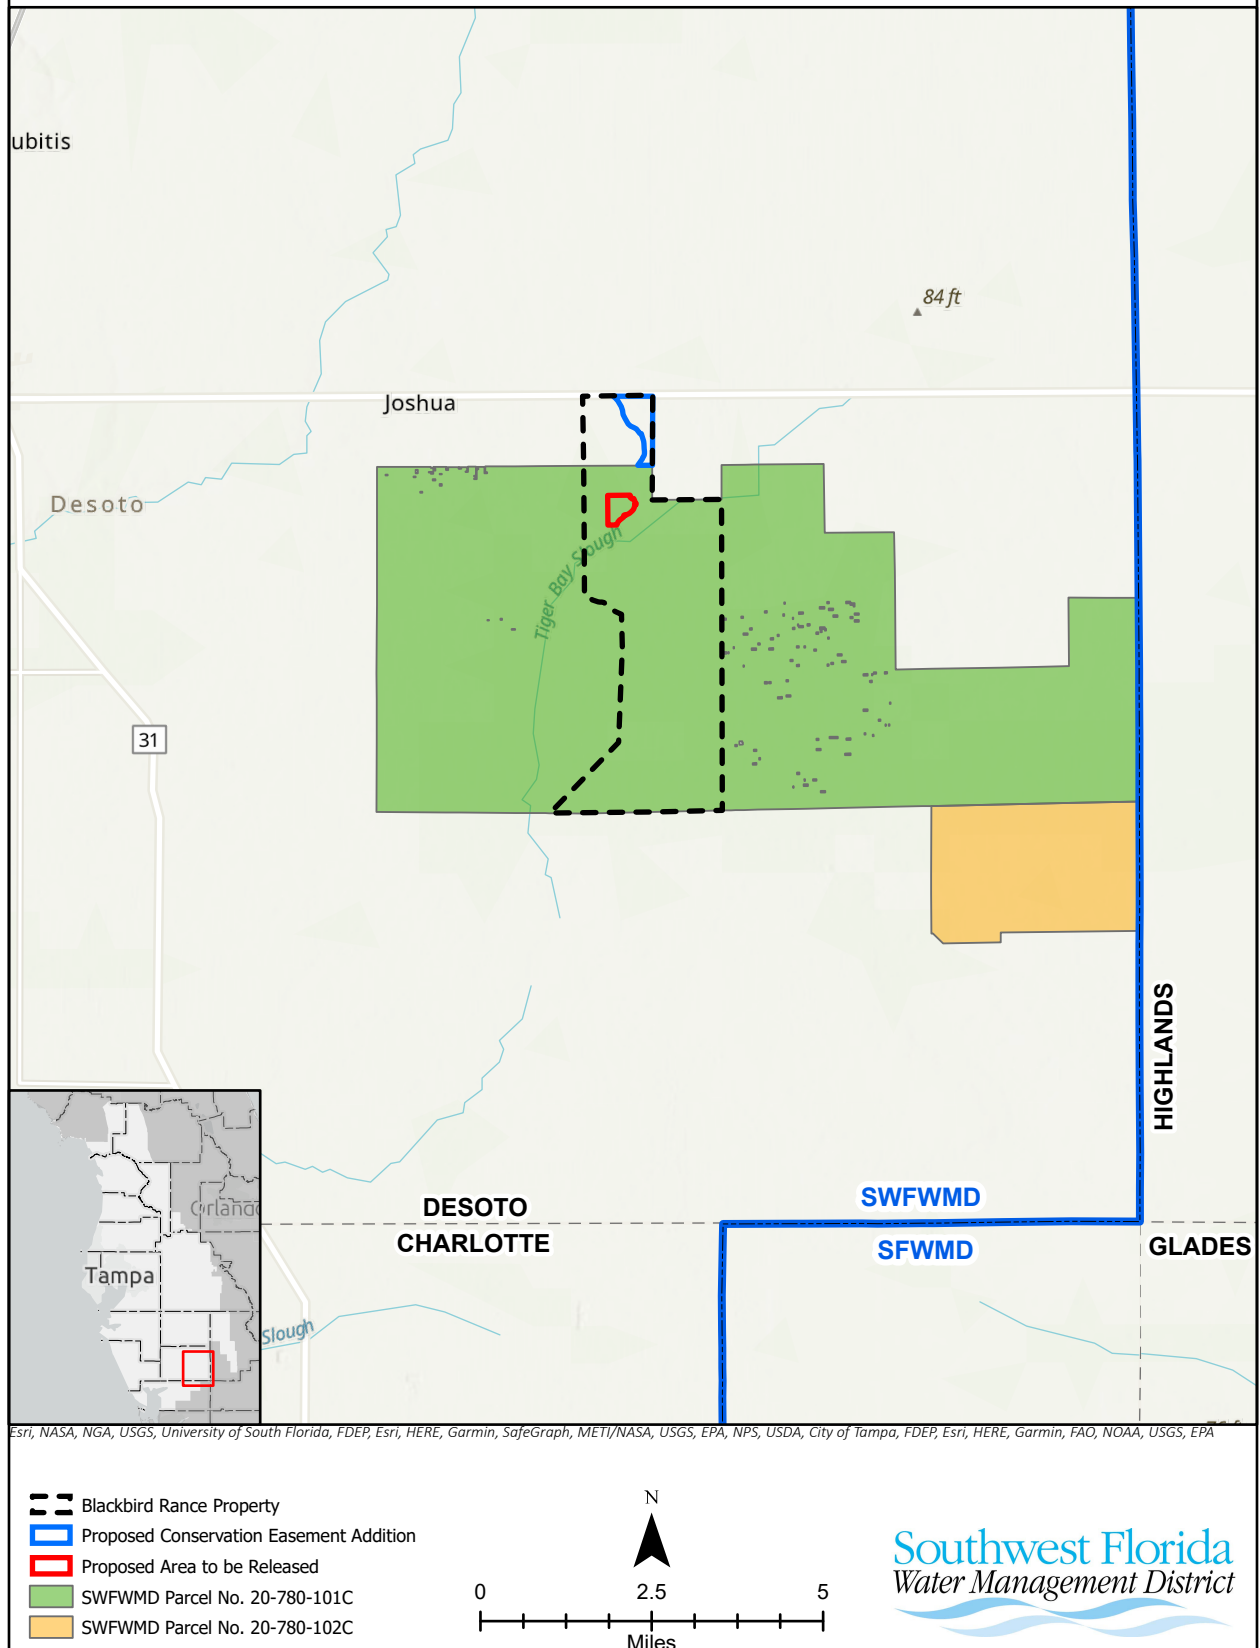 ubitis
84 ft
Joshua
Desoto
Tiger Bay Slough
31
HIGHLANDS
DESOTO
CHARLOTTE
SWFWMD
SFWMD
GLADES
Orlando
Tampa
Slough
Esri, NASA, NGA, USGS, University of South Florida, FDEP, Esri, HERE, Garmin, SafeGraph, METI/NASA, USGS, EPA, NPS, USDA, City of Tampa, FDEP, Esri, HERE, Garmin, FAO, NOAA, USGS, EPA
Blackbird Rance Property
Proposed Conservation Easement Addition
Proposed Area to be Released
SWFWMD Parcel No. 20-780-101C
SWFWMD Parcel No. 20-780-102C
N
0 2.5 5
Miles
Southwest Florida
Water Management District